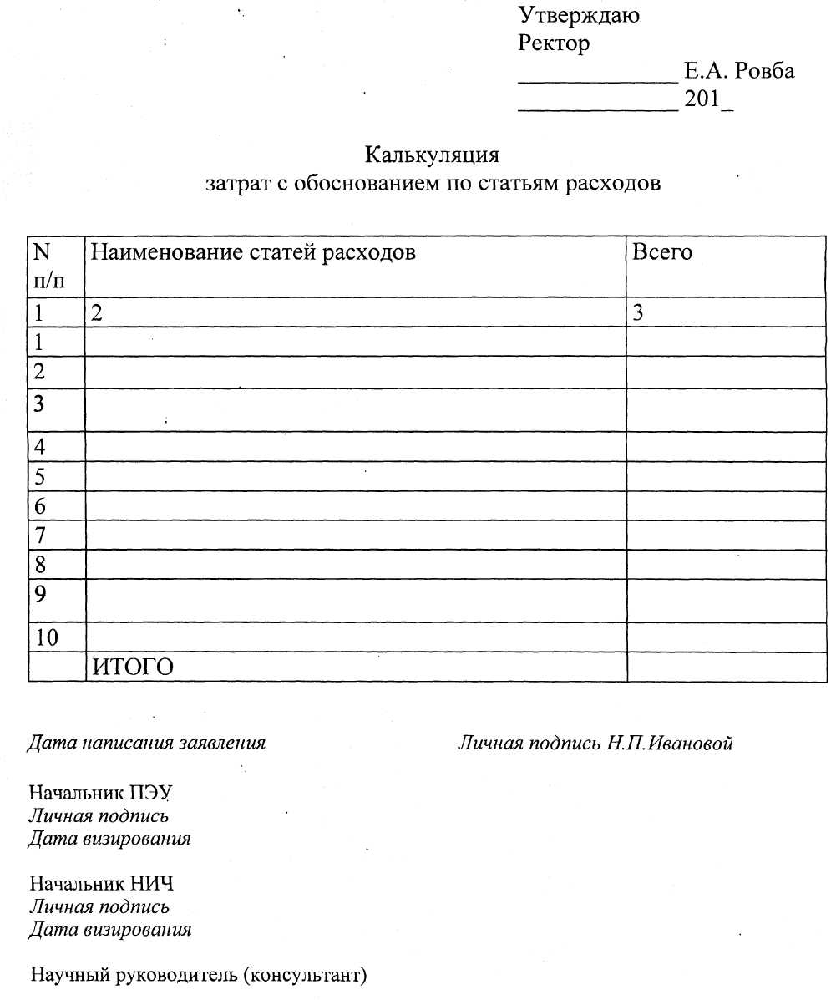 Утверждаю
Ректор
______________ Е.А. Ровба
______________ 201_
Калькуляция
затрат с обоснованием по статьям расходов
N п/п Наименование статей расходов Всего
1 2 3
1
2
3
4
5
6
7
8
9
10
ИТОГО
Дата написания заявления Личная подпись Н.П.Ивановой
Начальник ПЭУ
Личная подпись
Дата визирования
Начальник НИЧ
Личная подпись
Дата визирования
Научный руководитель (консультант)